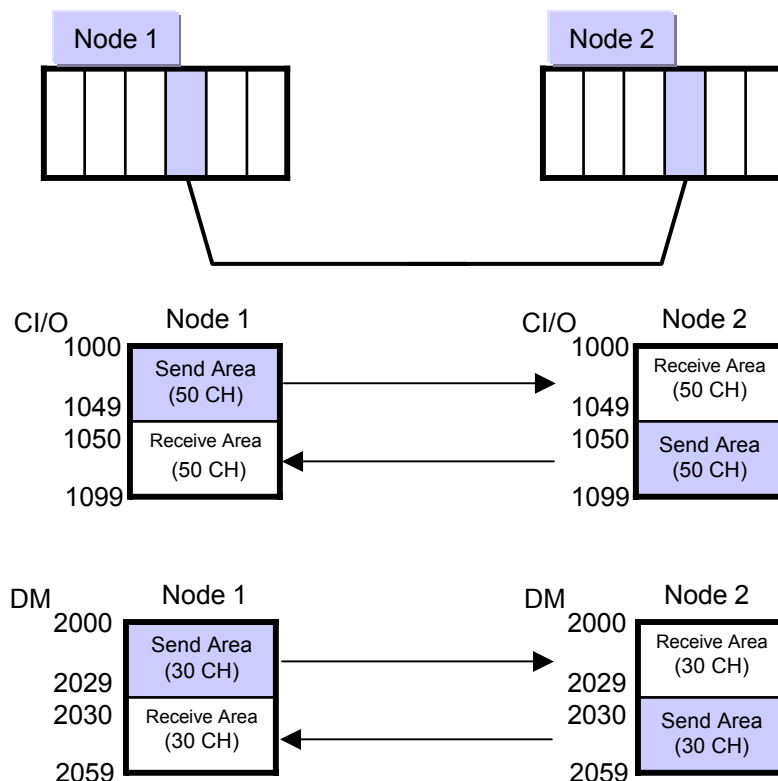 Node 1
Node 2
CI/O
Node 1
CI/O
Node 2
1000
Send Area
(50 CH)
1049
1050
Receive Area
(50 CH)
1099
1000
Receive Area
(50 CH)
1049
1050
Send Area
(50 CH)
1099
DM
Node 1
DM
Node 2
2000
Send Area
(30 CH)
2029
2030
Receive Area
(30 CH)
2059
2000
Receive Area
(30 CH)
2029
2030
Send Area
(30 CH)
2059